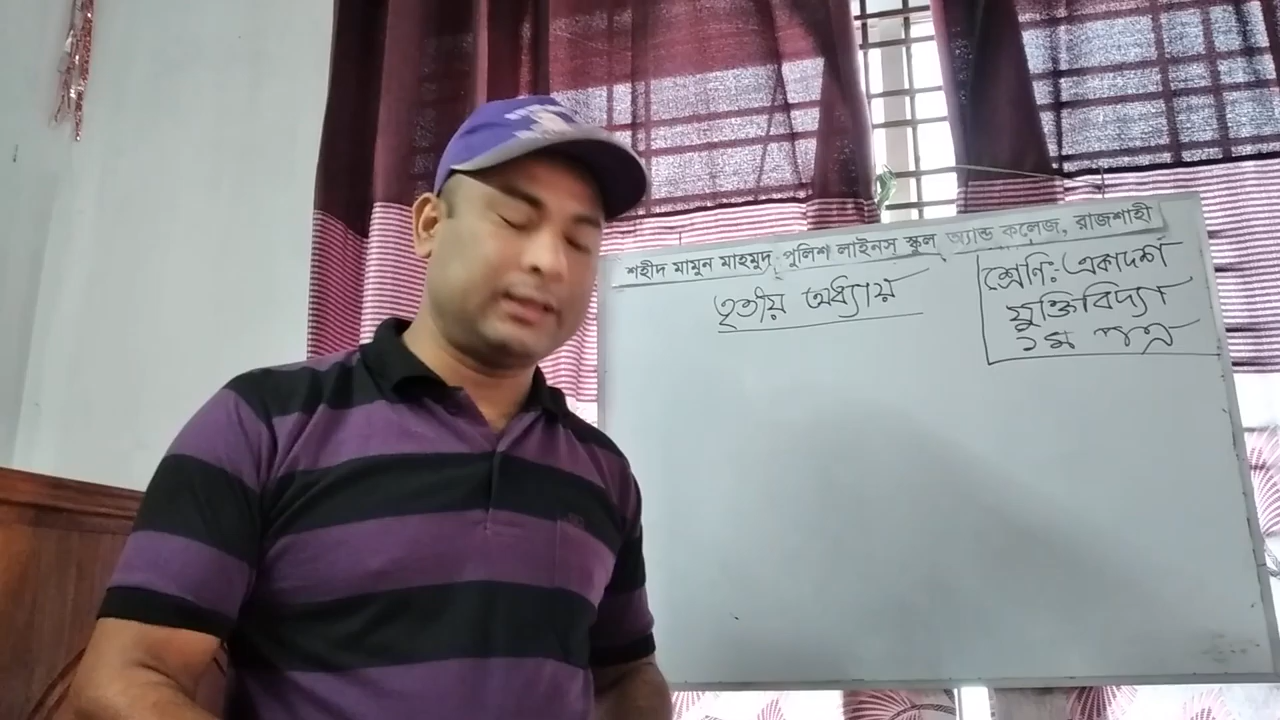 শহীদ মামুন মাহমুদ পুলিশ লাইনস্ স্কুল অ্যান্ড কলেজ, রাজশাহী
তৃতীয় অধ্যায়
শ্রেণি: একাদশ
যুক্তিবিদ্যা
১ম পত্র